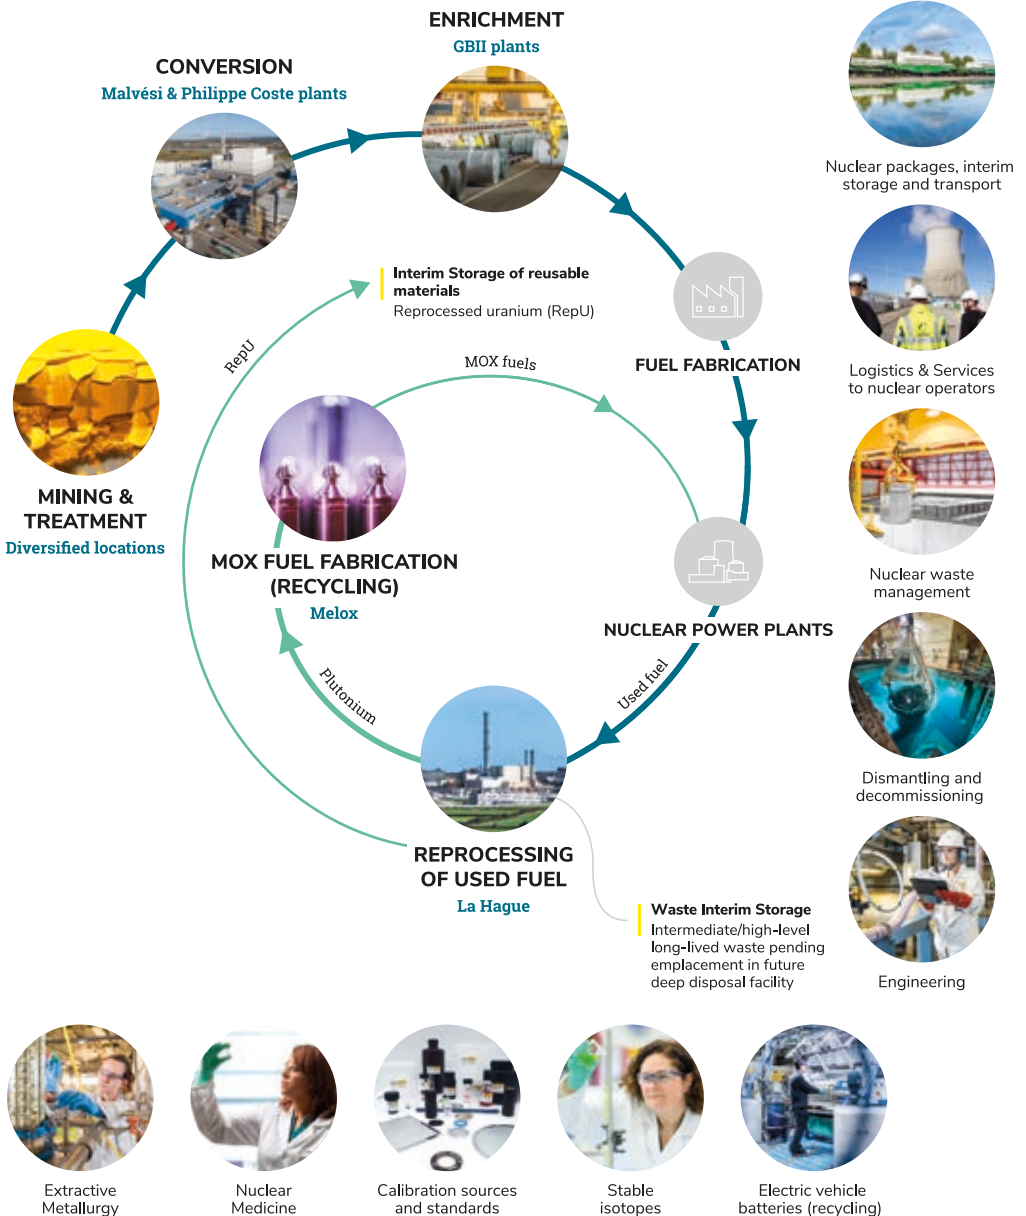 ENRICHMENT
GBII plants
CONVERSION
Malvési & Philippe Coste plants
Nuclear packages, interim
storage and transport
Interim Storage of reusable
materials
Reprocessed uranium (RepU)
RepU
MOX fuels
FUEL FABRICATION
Logistics & Services
to nuclear operators
MINING &
TREATMENT
Diversified locations
MOX FUEL FABRICATION
(RECYCLING)
Melox
Nuclear waste
management
NUCLEAR POWER PLANTS
Plutonium
Used fuel
Dismantling and
decommissioning
REPROCESSING
OF USED FUEL
La Hague
Waste Interim Storage
Intermediate/high-level
long-lived waste pending
emplacement in future
deep disposal facility
Engineering
Extractive
Metallurgy
Nuclear
Medicine
Calibration sources
and standards
Stable
isotopes
Electric vehicle
batteries (recycling)